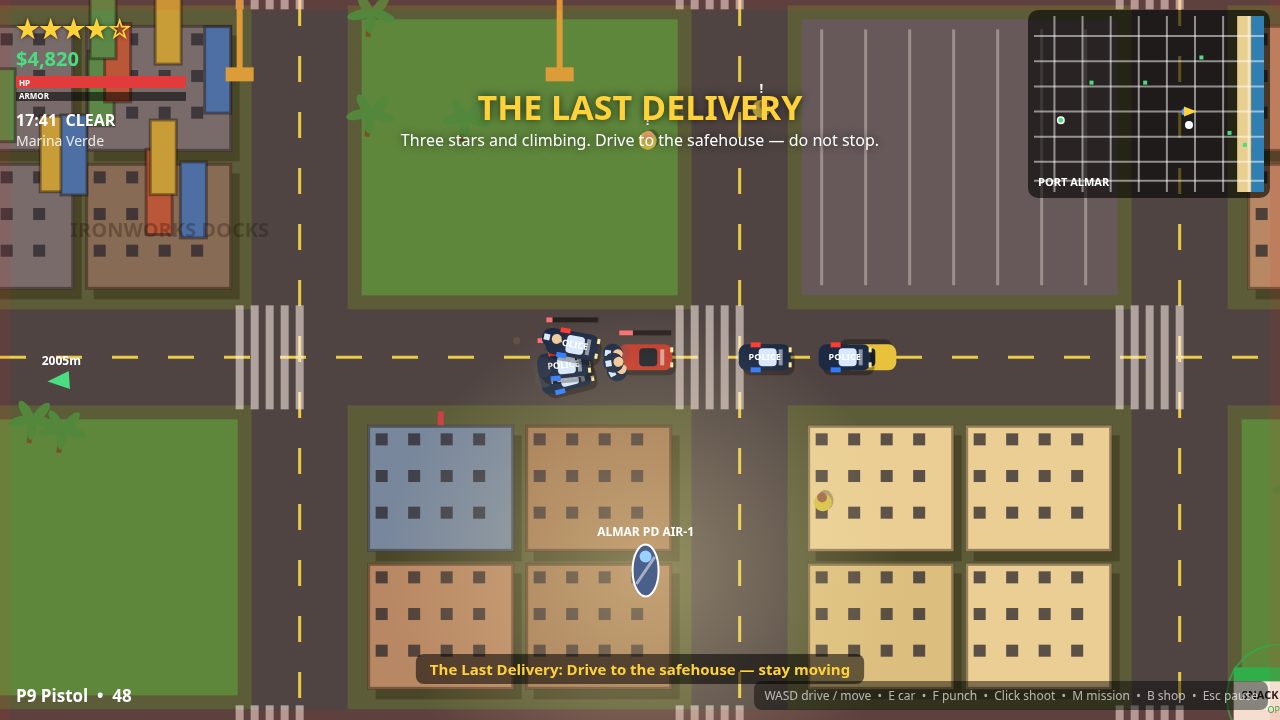 ★★★★☆
$4,820
HP
ARMOR
17:41 CLEAR
Marina Verde
THE LAST DELIVERY
!
!
Three stars and climbing. Drive to the safehouse — do not stop.
PORT ALMAR
IRONWORKS DOCKS
2005m
POLICE
POLICE
POLICE
POLICE
ALMAR PD AIR-1
The Last Delivery: Drive to the safehouse — stay moving
P9 Pistol • 48
WASD drive / move • E car • F punch • Click shoot • M mission • B shop • Esc pause